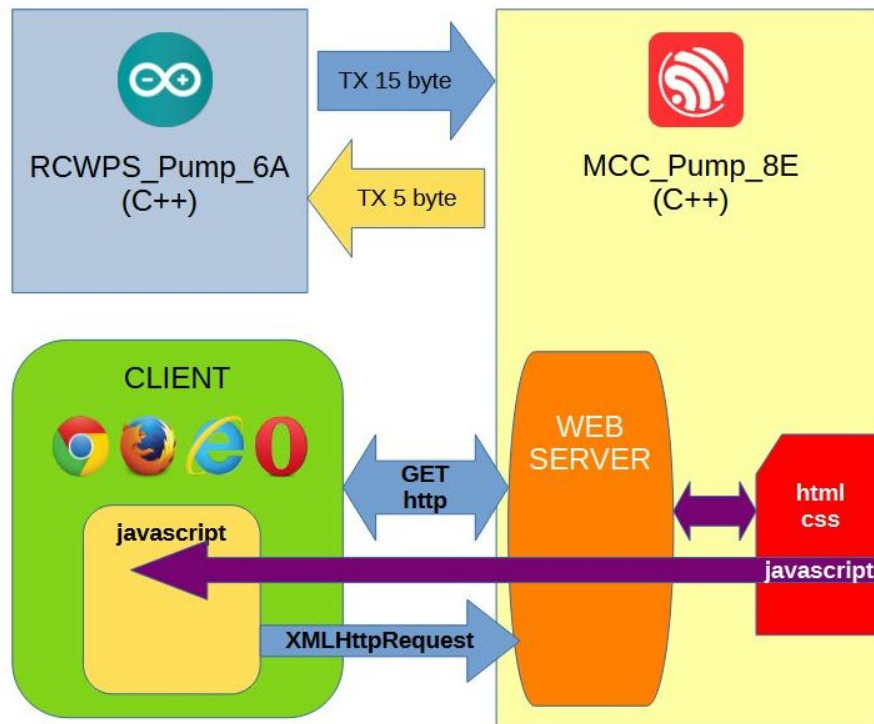 RCWPS_Pump_6A
(C++)
TX 15 byte
TX 5 byte
MCC_Pump_8E
(C++)
CLIENT
javascript
GET
http
XMLHttpRequest
WEB
SERVER
html
css
javascript